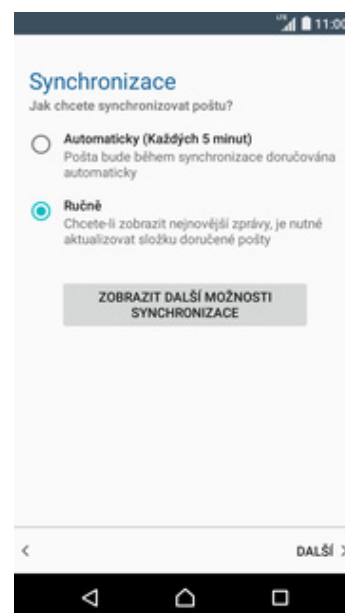 LTE 11:00
Synchronizace
Jak chcete synchronizovat poštu?
Automaticky (Každých 5 minut)
Pošta bude během synchronizace doručována
automaticky
Ručně
Chcete-li zobrazit nejnovější zprávy, je nutné
aktualizovat složku doručené pošty
ZOBRAZIT DALŠÍ MOŽNOSTI
SYNCHRONIZACE
DALŠÍ